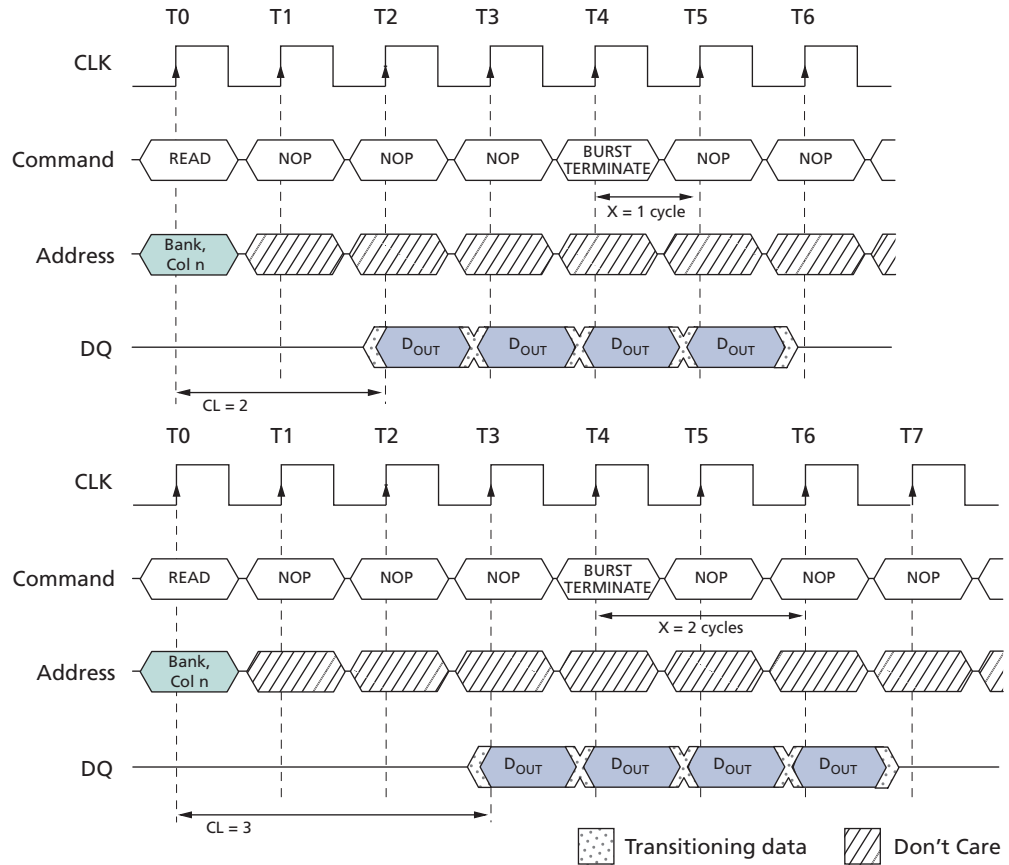 T0 T1 T2 T3 T4 T5 T6
CLK
Command READ NOP NOP NOP BURST TERMINATE NOP NOP
X = 1 cycle
Address Bank, Col n
DQ DOUT DOUT DOUT DOUT
CL = 2
T0 T1 T2 T3 T4 T5 T6 T7
CLK
Command READ NOP NOP NOP BURST TERMINATE NOP NOP NOP
X = 2 cycles
Address Bank, Col n
DQ DOUT DOUT DOUT DOUT
CL = 3
Transitioning data Don't Care